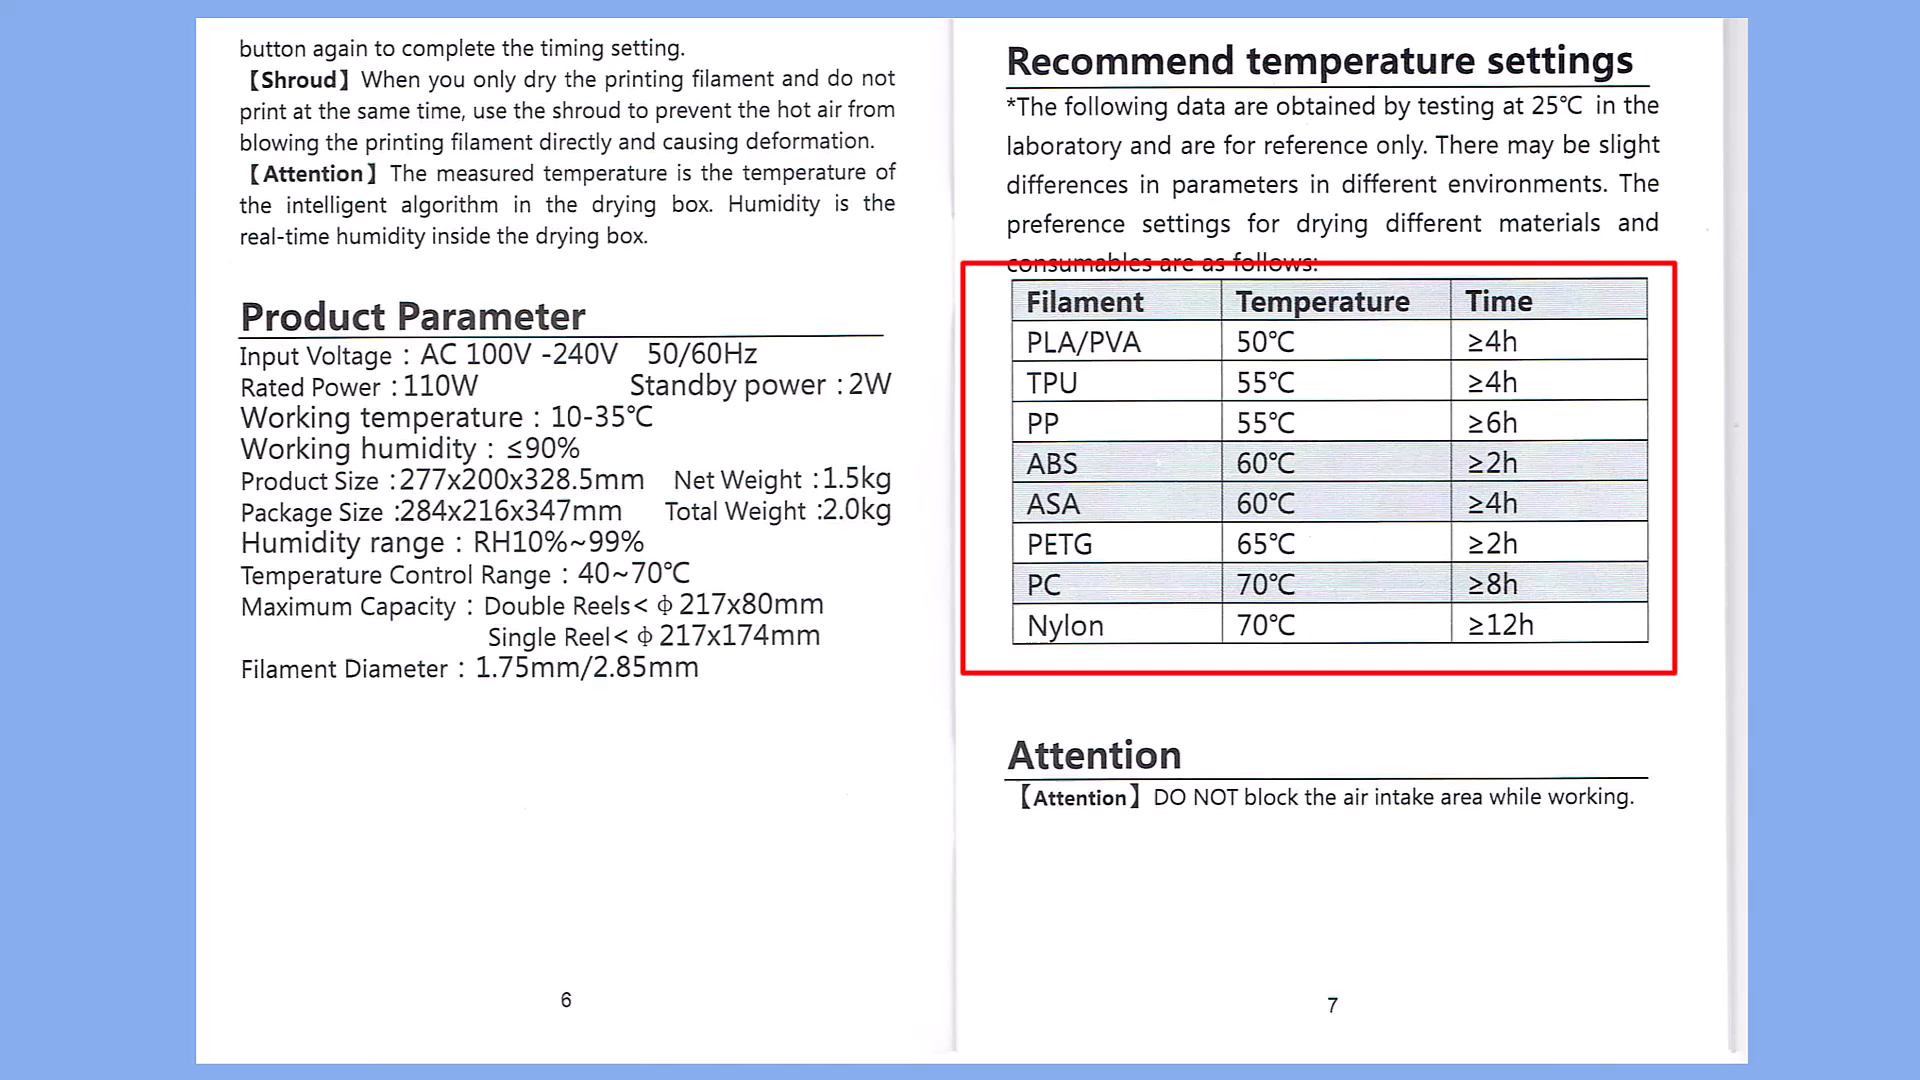 button again to complete the timing setting.
【Shroud】When you only dry the printing filament and do not
print at the same time, use the shroud to prevent the hot air from
blowing the printing filament directly and causing deformation.
【Attention】The measured temperature is the temperature of
the intelligent algorithm in the drying box. Humidity is the
real-time humidity inside the drying box.
Product Parameter
Input Voltage : AC 100V -240V 50/60Hz
Rated Power : 110W Standby power : 2W
Working temperature : 10-35℃
Working humidity : ≤90%
Product Size :277x200x328.5mm Net Weight :1.5kg
Package Size :284x216x347mm Total Weight :2.0kg
Humidity range : RH10%~99%
Temperature Control Range : 40~70℃
Maximum Capacity : Double Reels< ф 217x80mm
Single Reel< ф 217x174mm
Filament Diameter : 1.75mm/2.85mm
6
Recommend temperature settings
*The following data are obtained by testing at 25℃ in the
laboratory and are for reference only. There may be slight
differences in parameters in different environments. The
preference settings for drying different materials and
consumables are as follows:
Filament Temperature Time
PLA/PVA 50℃ ≥4h
TPU 55℃ ≥4h
PP 55℃ ≥6h
ABS 60℃ ≥2h
ASA 60℃ ≥4h
PETG 65℃ ≥2h
PC 70℃ ≥8h
Nylon 70℃ ≥12h
Attention
【Attention】DO NOT block the air intake area while working.
7